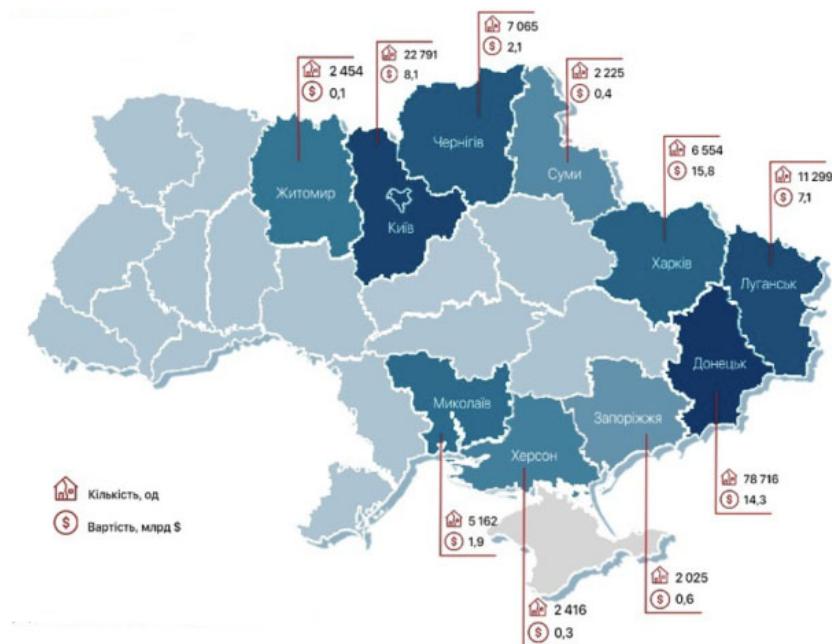 7 065
$ 2,1
22 791
$ 8,1
2 454
$ 0,1
2 225
$ 0,4
6 554
$ 15,8
11 299
$ 7,1
Чернігів
Суми
Житомир
Київ
Харків
Луганськ
Донецьк
Миколаїв
Запоріжжя
Херсон
78 716
$ 14,3
5 162
$ 1,9
2 025
$ 0,6
2 416
$ 0,3
Кількість, од
$ Вартість, млрд $